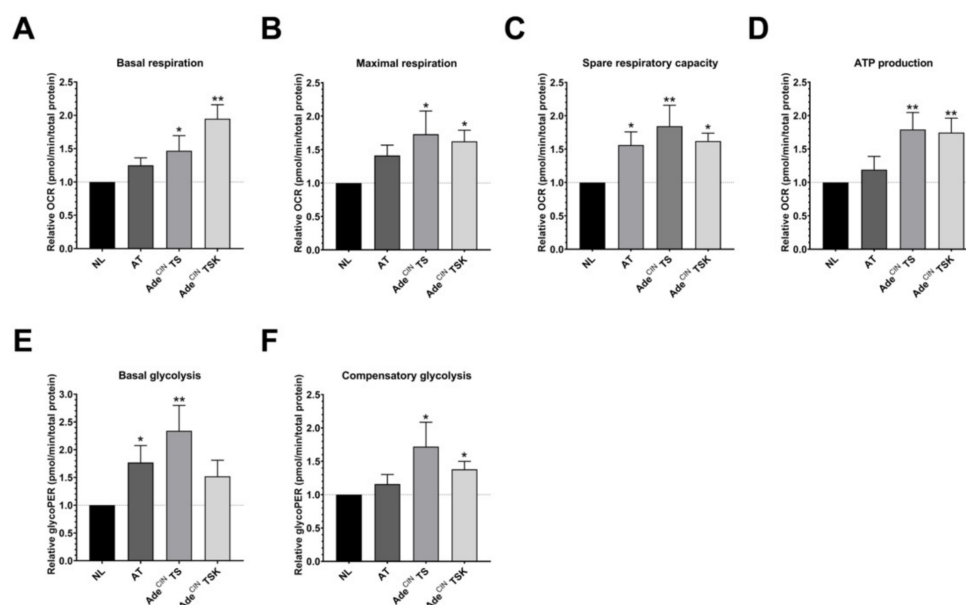 A
B
C
D
Basal respiration
Maximal respiration
Spare respiratory capacity
ATP production
Relative OCR (pmol/min/total protein)
2.5
2.0
1.5
1.0
0.5
0.0
* **
NL
AT
Ade^CIN TS
Ade^CIN TSK
Relative OCR (pmol/min/total protein)
2.5
2.0
1.5
1.0
0.5
0.0
* *
NL
AT
Ade^CIN TS
Ade^CIN TSK
Relative OCR (pmol/min/total protein)
2.5
2.0
1.5
1.0
0.5
0.0
* ** *
NL
AT
Ade^CIN TS
Ade^CIN TSK
Relative OCR (pmol/min/total protein)
2.5
2.0
1.5
1.0
0.5
0.0
** **
NL
AT
Ade^CIN TS
Ade^CIN TSK
E
F
Basal glycolysis
Compensatory glycolysis
Relative glycoPER (pmol/min/total protein)
3.0
2.5
2.0
1.5
1.0
0.5
0.0
* **
NL
AT
Ade^CIN TS
Ade^CIN TSK
Relative glycoPER (pmol/min/total protein)
2.5
2.0
1.5
1.0
0.5
0.0
* *
NL
AT
Ade^CIN TS
Ade^CIN TSK